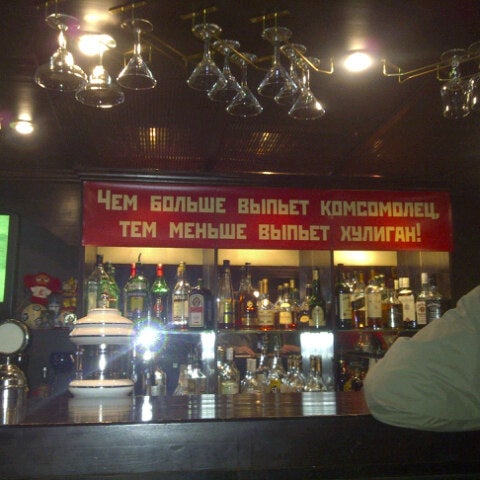 Чем больше выпьет комсомолец,
тем меньше выпьет хулиган!